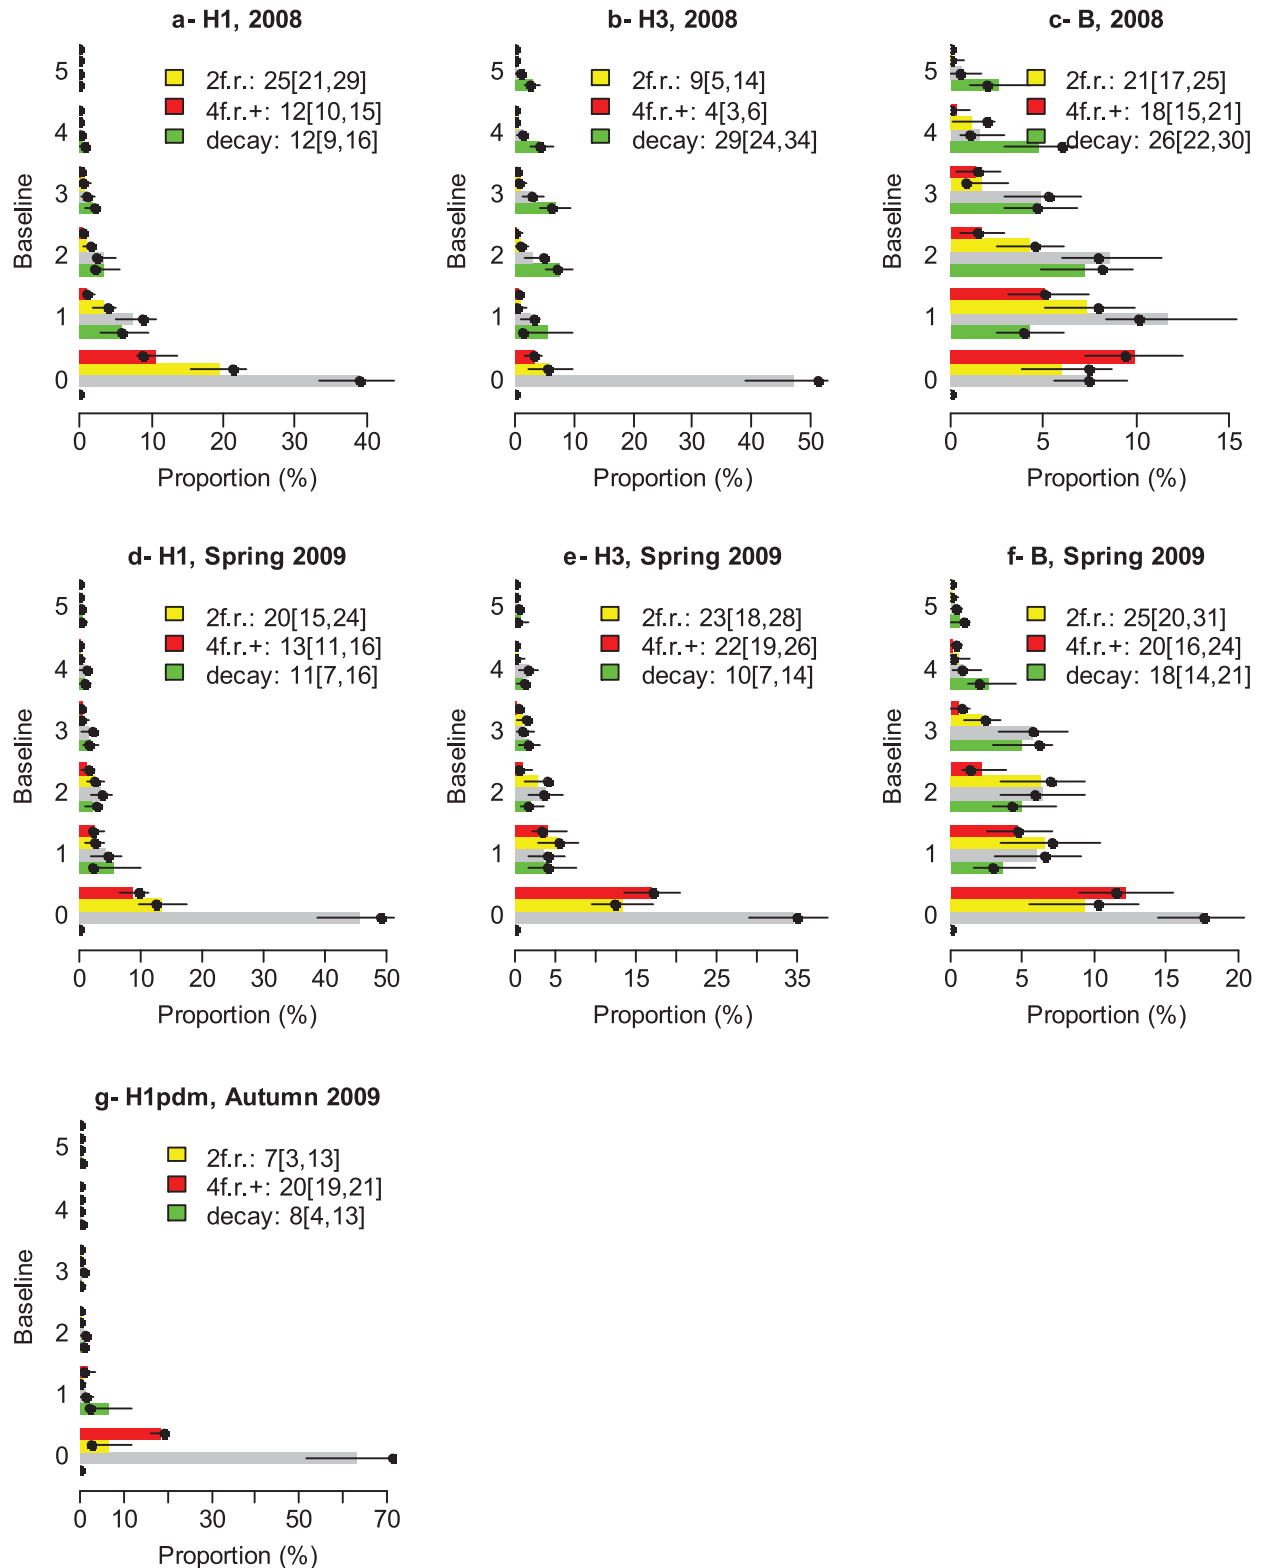 a- H1, 2008
2f.r.: 25[21,29]
4f.r.+: 12[10,15]
decay: 12[9,16]
Baseline
5
4
3
2
1
0
0 10 20 30 40
Proportion (%)
b- H3, 2008
2f.r.: 9[5,14]
4f.r.+: 4[3,6]
decay: 29[24,34]
Baseline
5
4
3
2
1
0
0 10 20 30 40 50
Proportion (%)
c- B, 2008
2f.r.: 21[17,25]
4f.r.+: 18[15,21]
decay: 26[22,30]
Baseline
5
4
3
2
1
0
0 5 10 15
Proportion (%)
d- H1, Spring 2009
2f.r.: 20[15,24]
4f.r.+: 13[11,16]
decay: 11[7,16]
Baseline
5
4
3
2
1
0
0 10 20 30 40 50
Proportion (%)
e- H3, Spring 2009
2f.r.: 23[18,28]
4f.r.+: 22[19,26]
decay: 10[7,14]
Baseline
5
4
3
2
1
0
0 5 15 25 35
Proportion (%)
f- B, Spring 2009
2f.r.: 25[20,31]
4f.r.+: 20[16,24]
decay: 18[14,21]
Baseline
5
4
3
2
1
0
0 5 10 15 20
Proportion (%)
g- H1pdm, Autumn 2009
2f.r.: 7[3,13]
4f.r.+: 20[19,21]
decay: 8[4,13]
Baseline
5
4
3
2
1
0
0 10 30 50 70
Proportion (%)